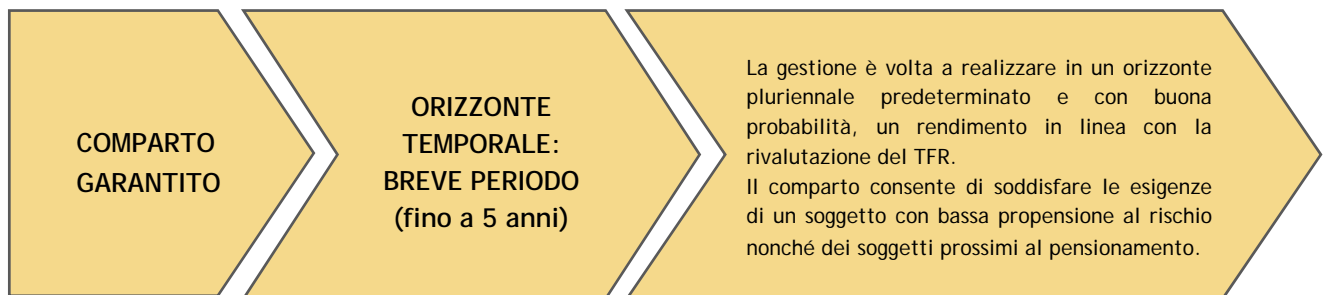 COMPARTO
GARANTITO
ORIZZONTE
TEMPORALE:
BREVE PERIODO
(fino a 5 anni)
La gestione è volta a realizzare in un orizzonte
pluriennale predeterminato e con buona
probabilità, un rendimento in linea con la
rivalutazione del TFR.
Il comparto consente di soddisfare le esigenze
di un soggetto con bassa propensione al rischio
nonché dei soggetti prossimi al pensionamento.